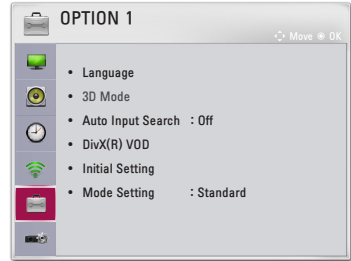 OPTION 1
Move OK
• Language
• 3D Mode
• Auto Input Search : Off
• DivX(R) VOD
• Initial Setting
• Mode Setting : Standard